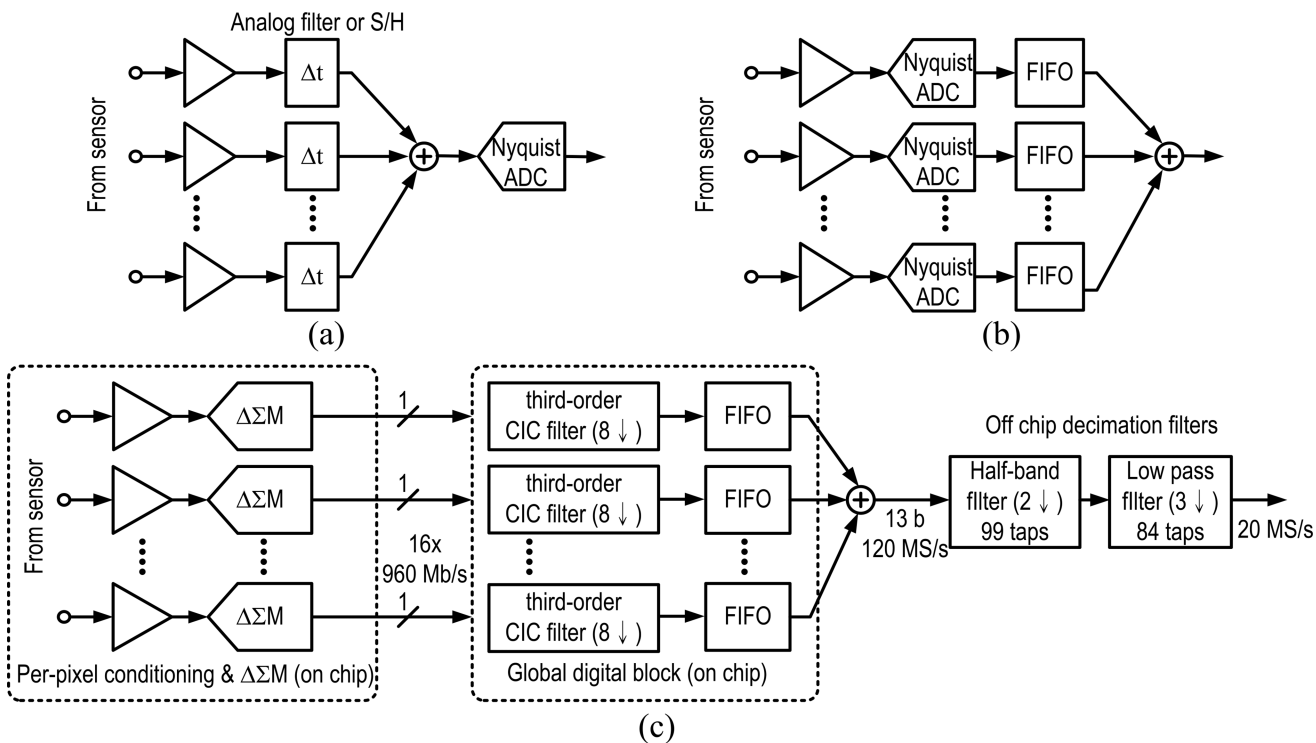 Analog filter or S/H
From sensor
Δt
Δt
Δt
Nyquist
ADC
(a)
From sensor
Nyquist
ADC
FIFO
Nyquist
ADC
FIFO
Nyquist
ADC
FIFO
(b)
From sensor
ΔΣM
1
third-order
CIC filter (8 ↓ )
FIFO
ΔΣM
1
third-order
CIC filter (8 ↓ )
FIFO
16x
960 Mb/s
ΔΣM
1
third-order
CIC filter (8 ↓ )
FIFO
Per-pixel conditioning & ΔΣM (on chip)
Global digital block (on chip)
13 b
120 MS/s
Off chip decimation filters
Half-band
filter (2 ↓ )
99 taps
Low pass
filter (3 ↓ )
84 taps
20 MS/s
(c)